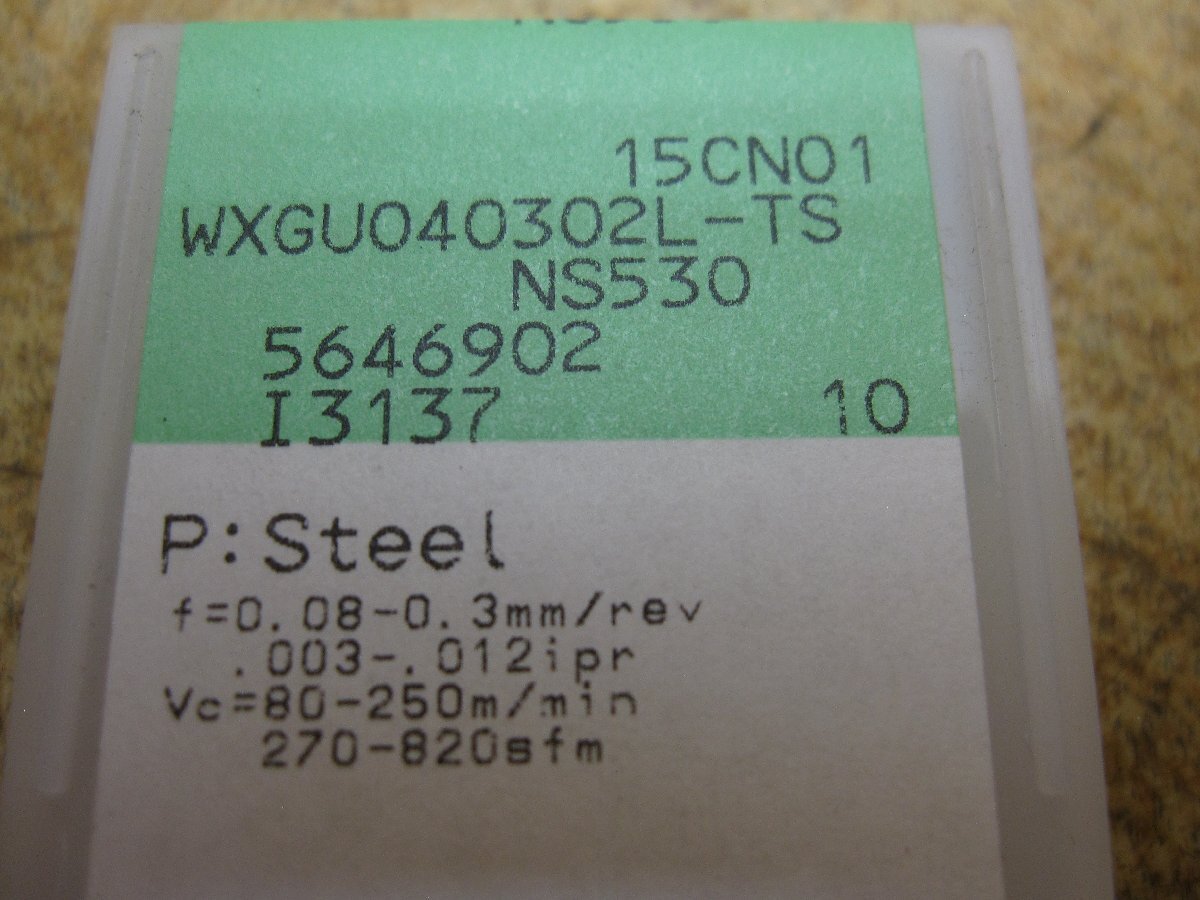 15CN01
WXGU040302L-TS
NS530
5646902
I3137 10
P:Steel
f=0.08-0.3mm/rev
.003-.012ipr
Vc=80-250m/min
270-820sfm